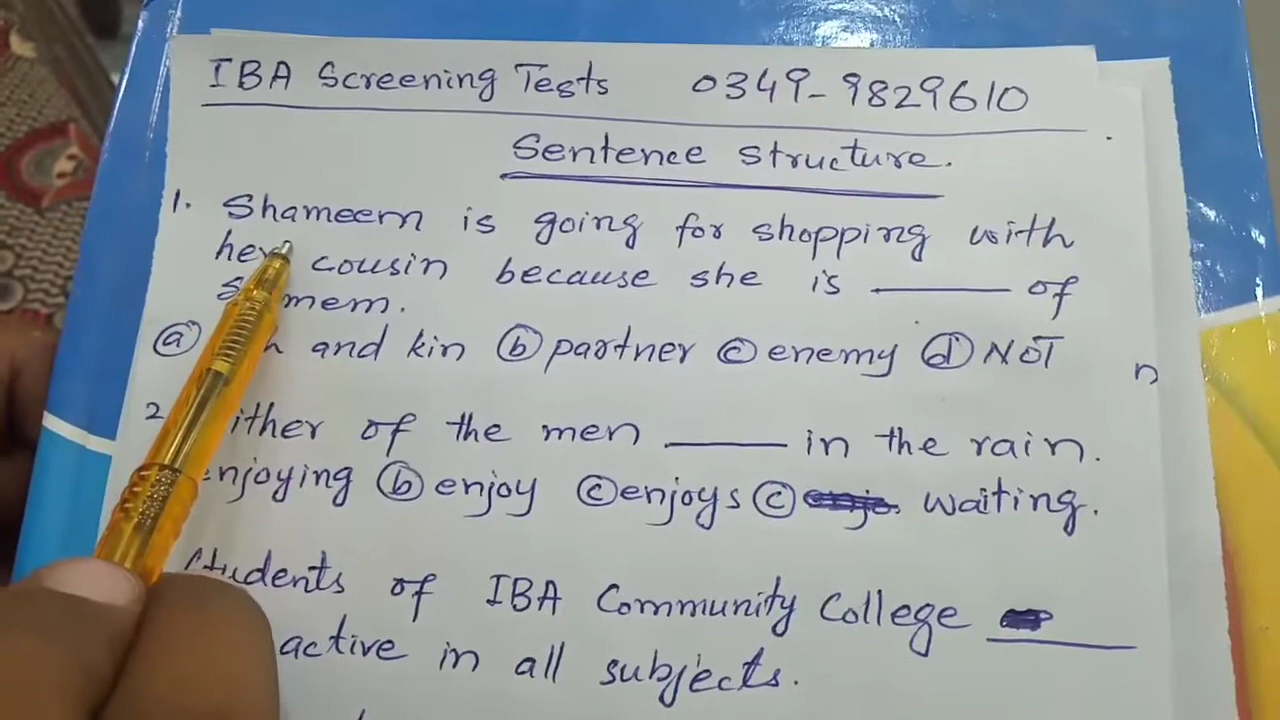 IBA Screening Tests 0349-9829610
Sentence structure.
1. Shameem is going for shopping with
her cousin because she is ______ of
mem.
ⓐ and kin ⓑ partner ⓒ enemy ⓓ NOT
n
2 ither of the men ______ in the rain.
enjoying ⓑ enjoy ⓒ enjoys ⓒ waiting.
Students of IBA Community College ______
active in all subjects.